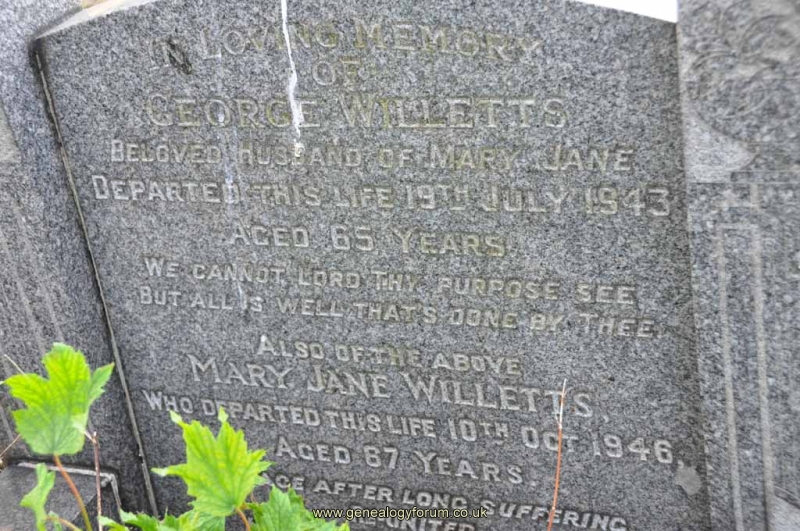 IN LOVING MEMORY
OF
GEORGE WILLETTS
BELOVED HUSBAND OF MARY JANE
DEPARTED THIS LIFE 19TH JULY 1943
AGED 65 YEARS.
WE CANNOT, LORD THY PURPOSE SEE,
BUT ALL IS WELL, THAT'S DONE BY THEE.
ALSO OF THE ABOVE
MARY JANE WILLETTS,
WHO DEPARTED THIS LIFE 10TH OCT 1946,
AGED 67 YEARS.
AFTER LONG SUFFERING
UNITED
www.genealogyforum.co.uk